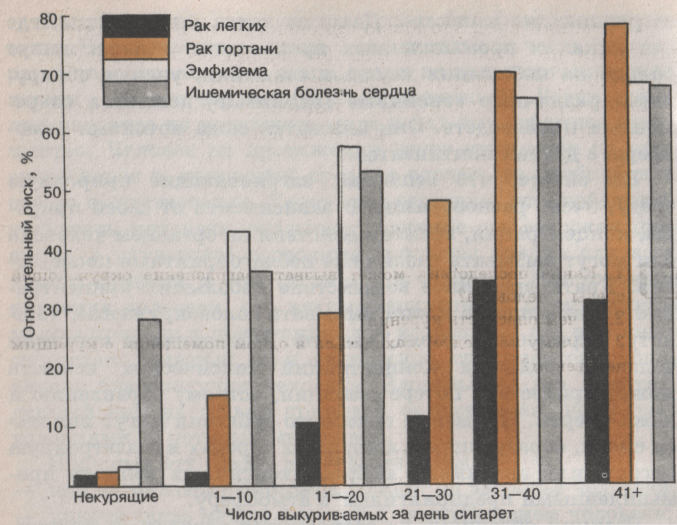 Относительный риск, %
80
70
60
50
40
30
20
10
Рак легких
Рак гортани
Эмфизема
Ишемическая болезнь сердца
Некурящие 1—10 11—20 21—30 31—40 41+
Число выкуриваемых за день сигарет